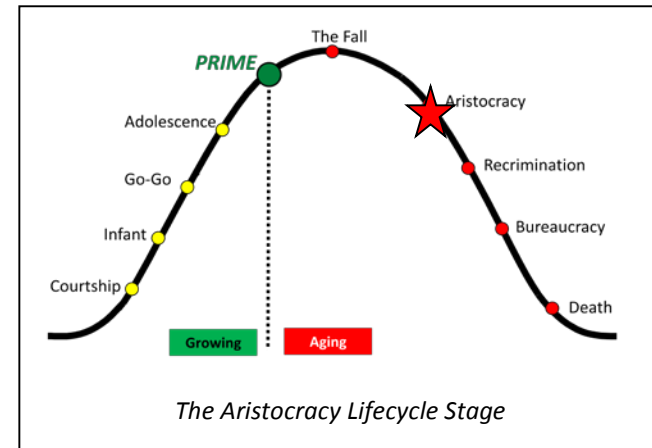 The Fall
PRIME
Aristocracy
Adolescence
Recrimination
Go-Go
Bureaucracy
Infant
Courtship
Death
Growing
Aging
The Aristocracy Lifecycle Stage